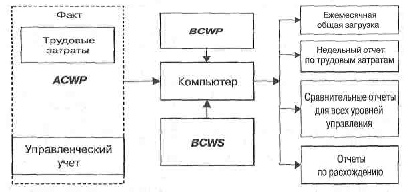 Факт
Трудовые
затраты
ACWP
Управленческий
учет
BCWP
Компьютер
BCWS
Ежемесячная
общая загрузка
Недельный отчет
по трудовым затратам
Сравнительные отчеты
для всех уровней
управления
Отчеты
по расхождению